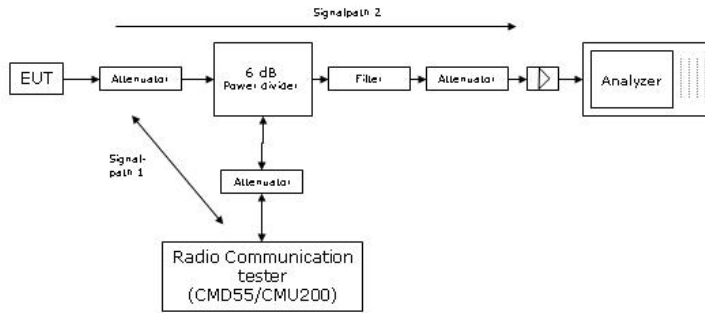 Signalpath 2
EUT
Attenuator
6 dB
Power divider
Filter
Attenuator
Analyzer
Signal-
path 1
Attenuator
Radio Communication
tester
(CMD55/CMU200)